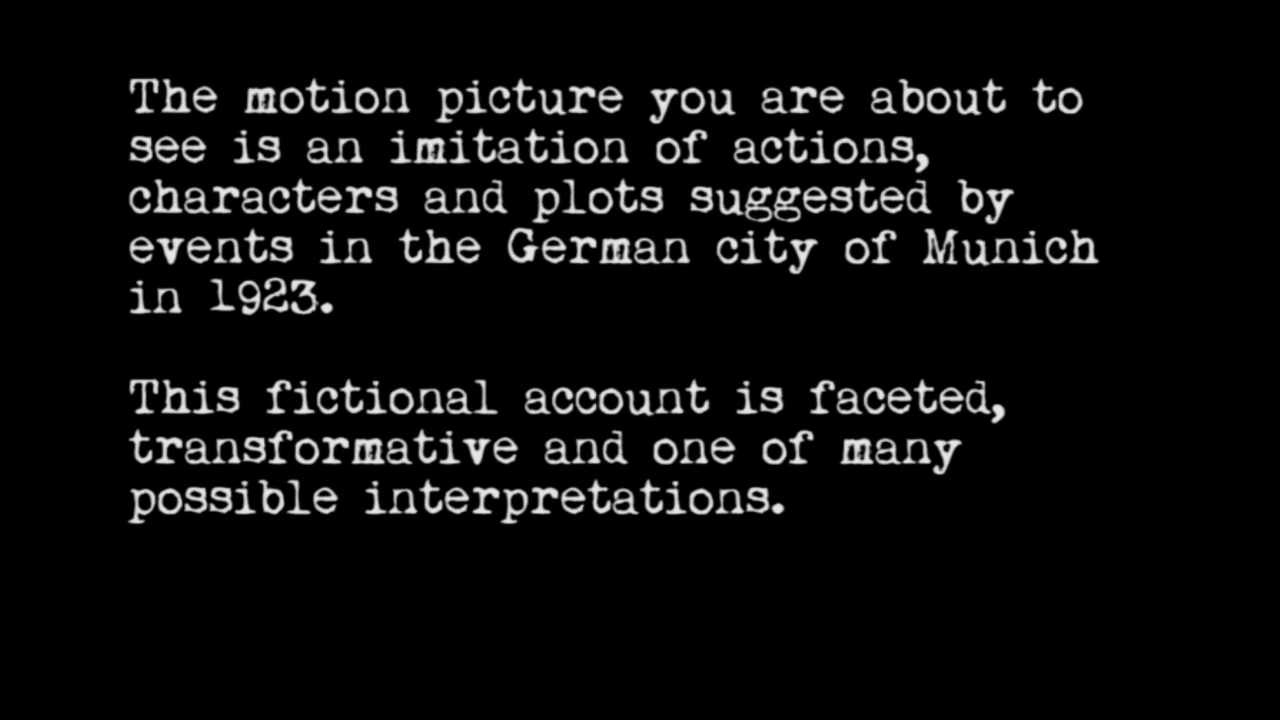 The motion picture you are about to
see is an imitation of actions,
characters and plots suggested by
events in the German city of Munich
in 1923.
This fictional account is faceted,
transformative and one of many
possible interpretations.